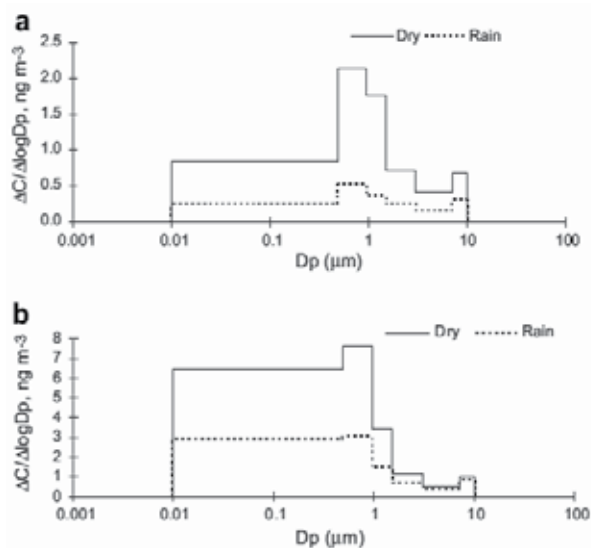 a
Dry Rain
ΔC/ΔlogDp, ng m-3
2.5
2.0
1.5
1.0
0.5
0.0
0.001 0.01 0.1 1 10 100
Dp (μm)
b
Dry Rain
ΔC/ΔlogDp, ng m-3
8
7
6
5
4
3
2
1
0
0.001 0.01 0.1 1 10 100
Dp (μm)